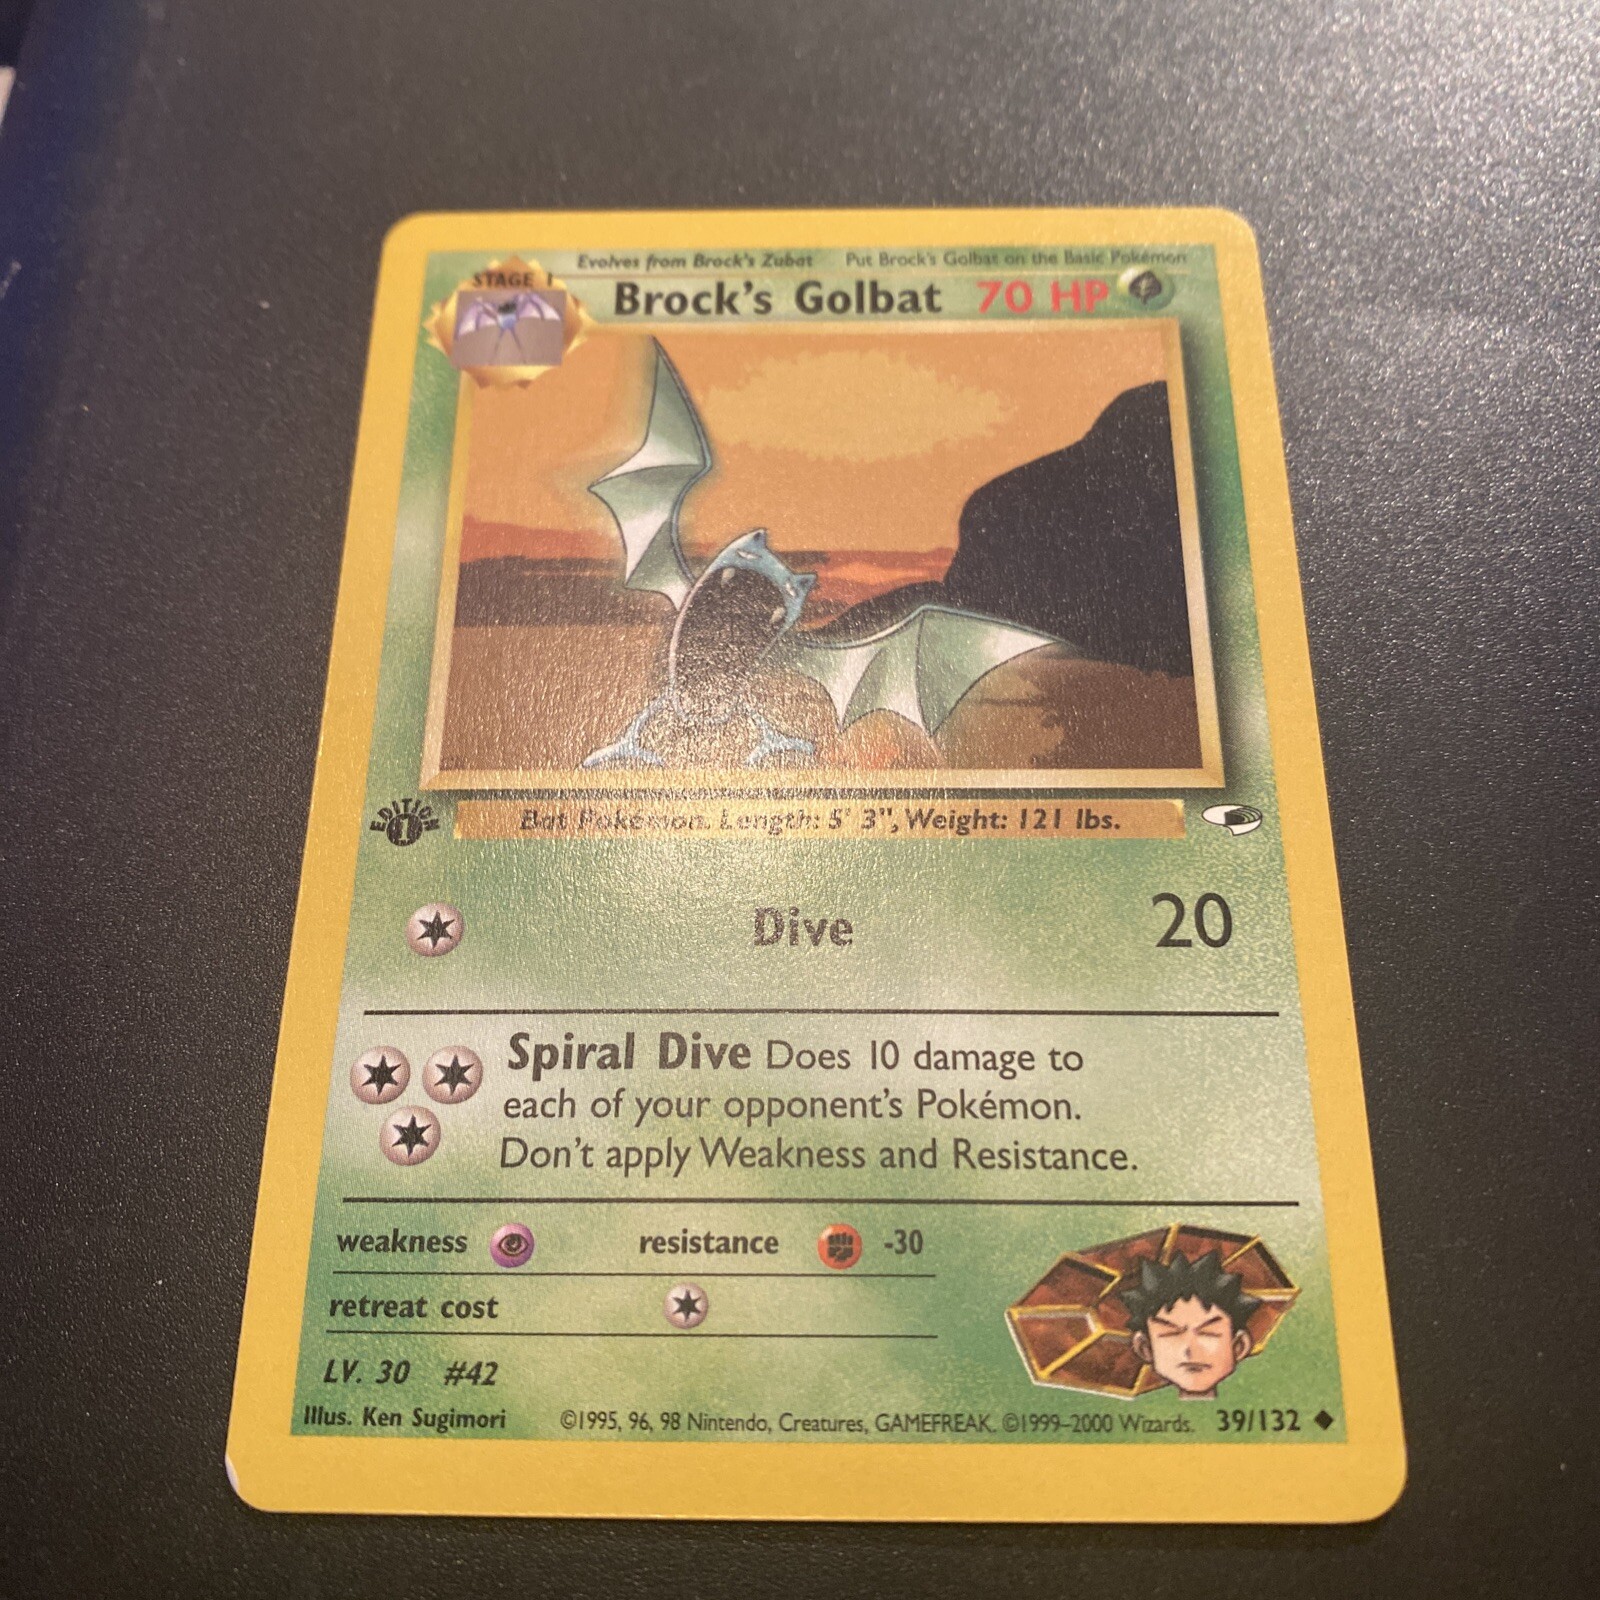 Evolves from Brock's Zubat Put Brock's Golbat on the Basic Pokémon
STAGE 1
Brock's Golbat 70 HP
EDITION
1
Bat Pokémon. Length: 5' 3", Weight: 121 lbs.
Dive 20
Spiral Dive Does 10 damage to
each of your opponent's Pokémon.
Don't apply Weakness and Resistance.
weakness resistance -30
retreat cost
LV. 30 #42
Illus. Ken Sugimori ©1995, 96, 98 Nintendo, Creatures, GAMEFREAK. ©1999-2000 Wizards. 39/132